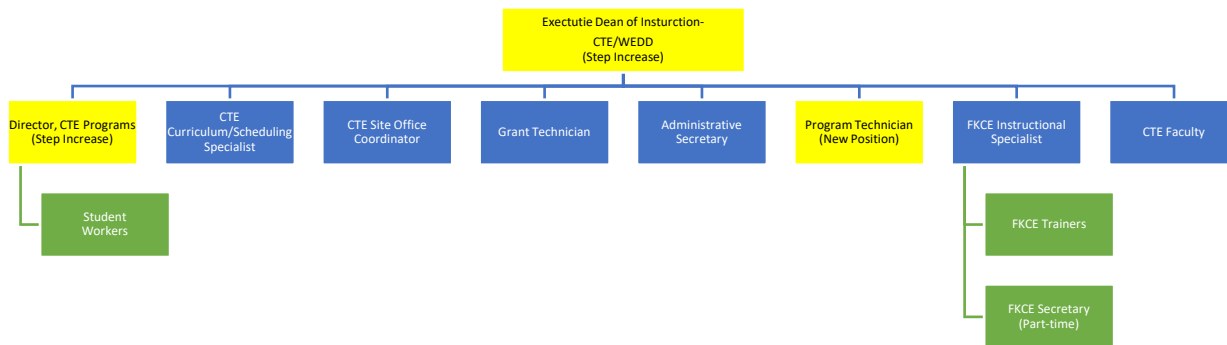 Exectutie Dean of Insturction-
CTE/WEDD
(Step Increase)
Director, CTE Programs
(Step Increase)
CTE
Curriculum/Scheduling
Specialist
CTE Site Office
Coordinator
Grant Technician
Administrative
Secretary
Program Technician
(New Position)
FKCE Instructional
Specialist
CTE Faculty
Student
Workers
FKCE Trainers
FKCE Secretary
(Part-time)